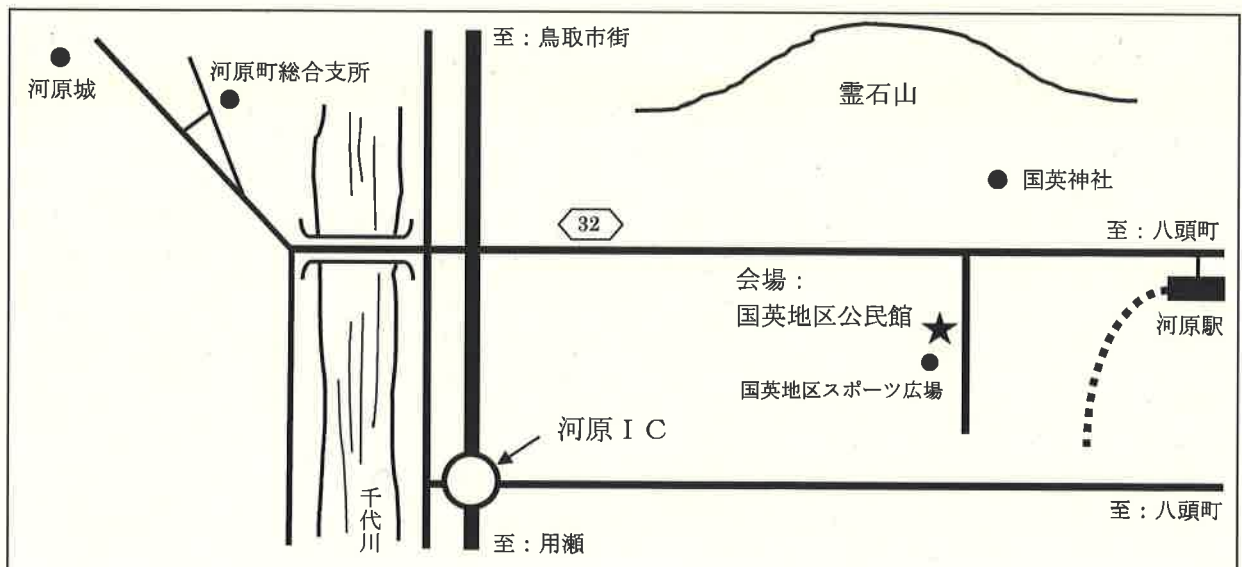 至：鳥取市街
河原城
河原町総合支所
霊石山
国英神社
32
至：八頭町
会場：
国英地区公民館
河原駅
国英地区スポーツ広場
河原ＩＣ
千代川
至：八頭町
至：用瀬